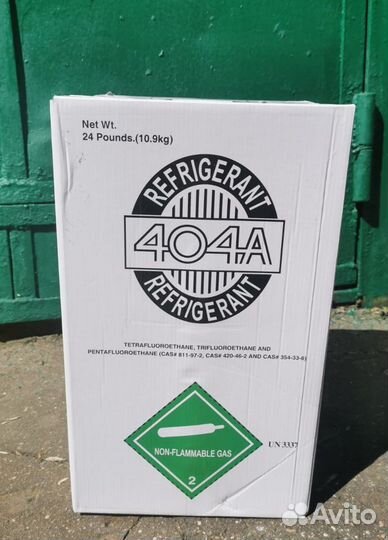 Net Wt.
24 Pounds.(10.9kg)
REFRIGERANT
404A
REFRIGERANT
TETRAFLUOROETHANE, TRIFLUOROETHANE AND
PENTAFLUOROETHANE (CAS# 811-97-2, CAS# 420-46-2 AND CAS# 354-33-6)
NON-FLAMMABLE GAS
UN 3337
2
Avito